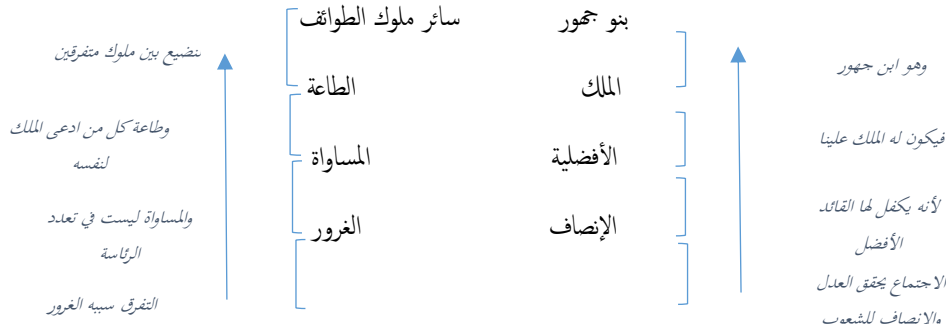 بنو جهور
سائر ملوك الطوائف
وهو ابن جهور
سنضيع بين ملوك متفرقين
الملك
الطاعة
فيكون له الملك علينا
وطاعة كل من ادعى الملك
لنفسه
الأفضلية
المساواة
لأنه يكفل لها القائد
الأفضل
والمساواة ليست في تعدد
الرئاسة
الإنصاف
الغرور
الاجتماع يحقق العدل
والانصاف للشعوب
التفرق سببه الغرور